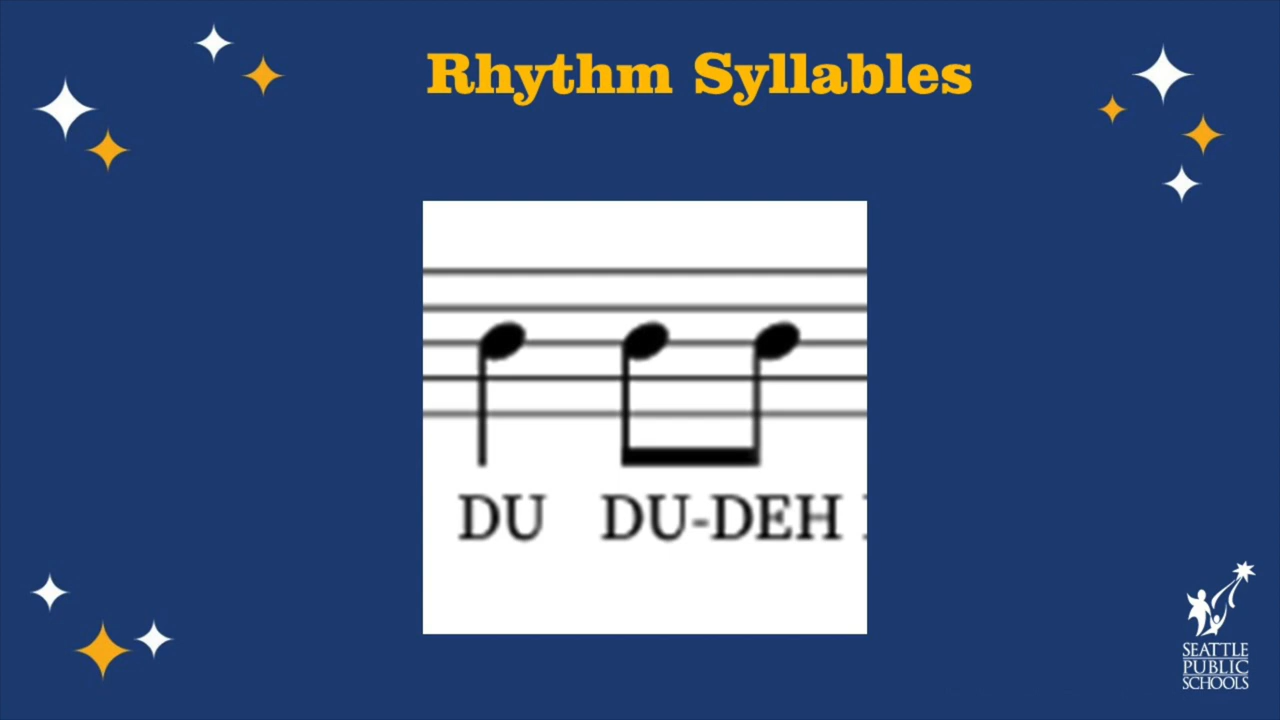 Rhythm Syllables
DU DU-DEH
SEATTLE
PUBLIC
SCHOOLS